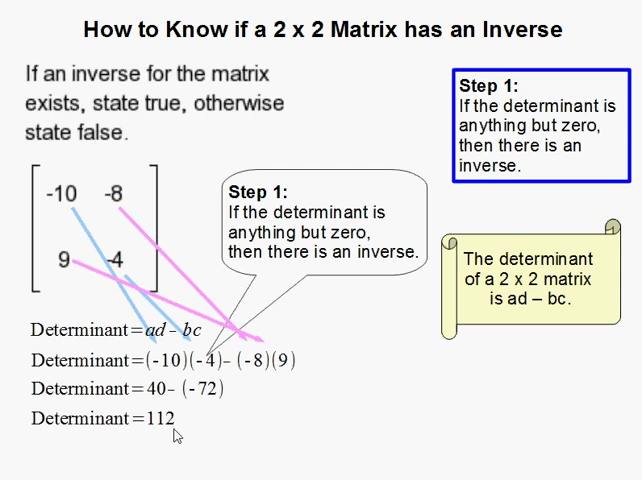 How to Know if a 2 x 2 Matrix has an Inverse
If an inverse for the matrix
exists, state true, otherwise
state false.
-10 -8
9 -4
Determinant=ad- bc
Determinant=(-10)(-4)- (-8)(9)
Determinant=40- (-72)
Determinant=112
Step 1:
If the determinant is
anything but zero,
then there is an inverse.
Step 1:
If the determinant is
anything but zero,
then there is an
inverse.
The determinant
of a 2 x 2 matrix
is ad – bc.